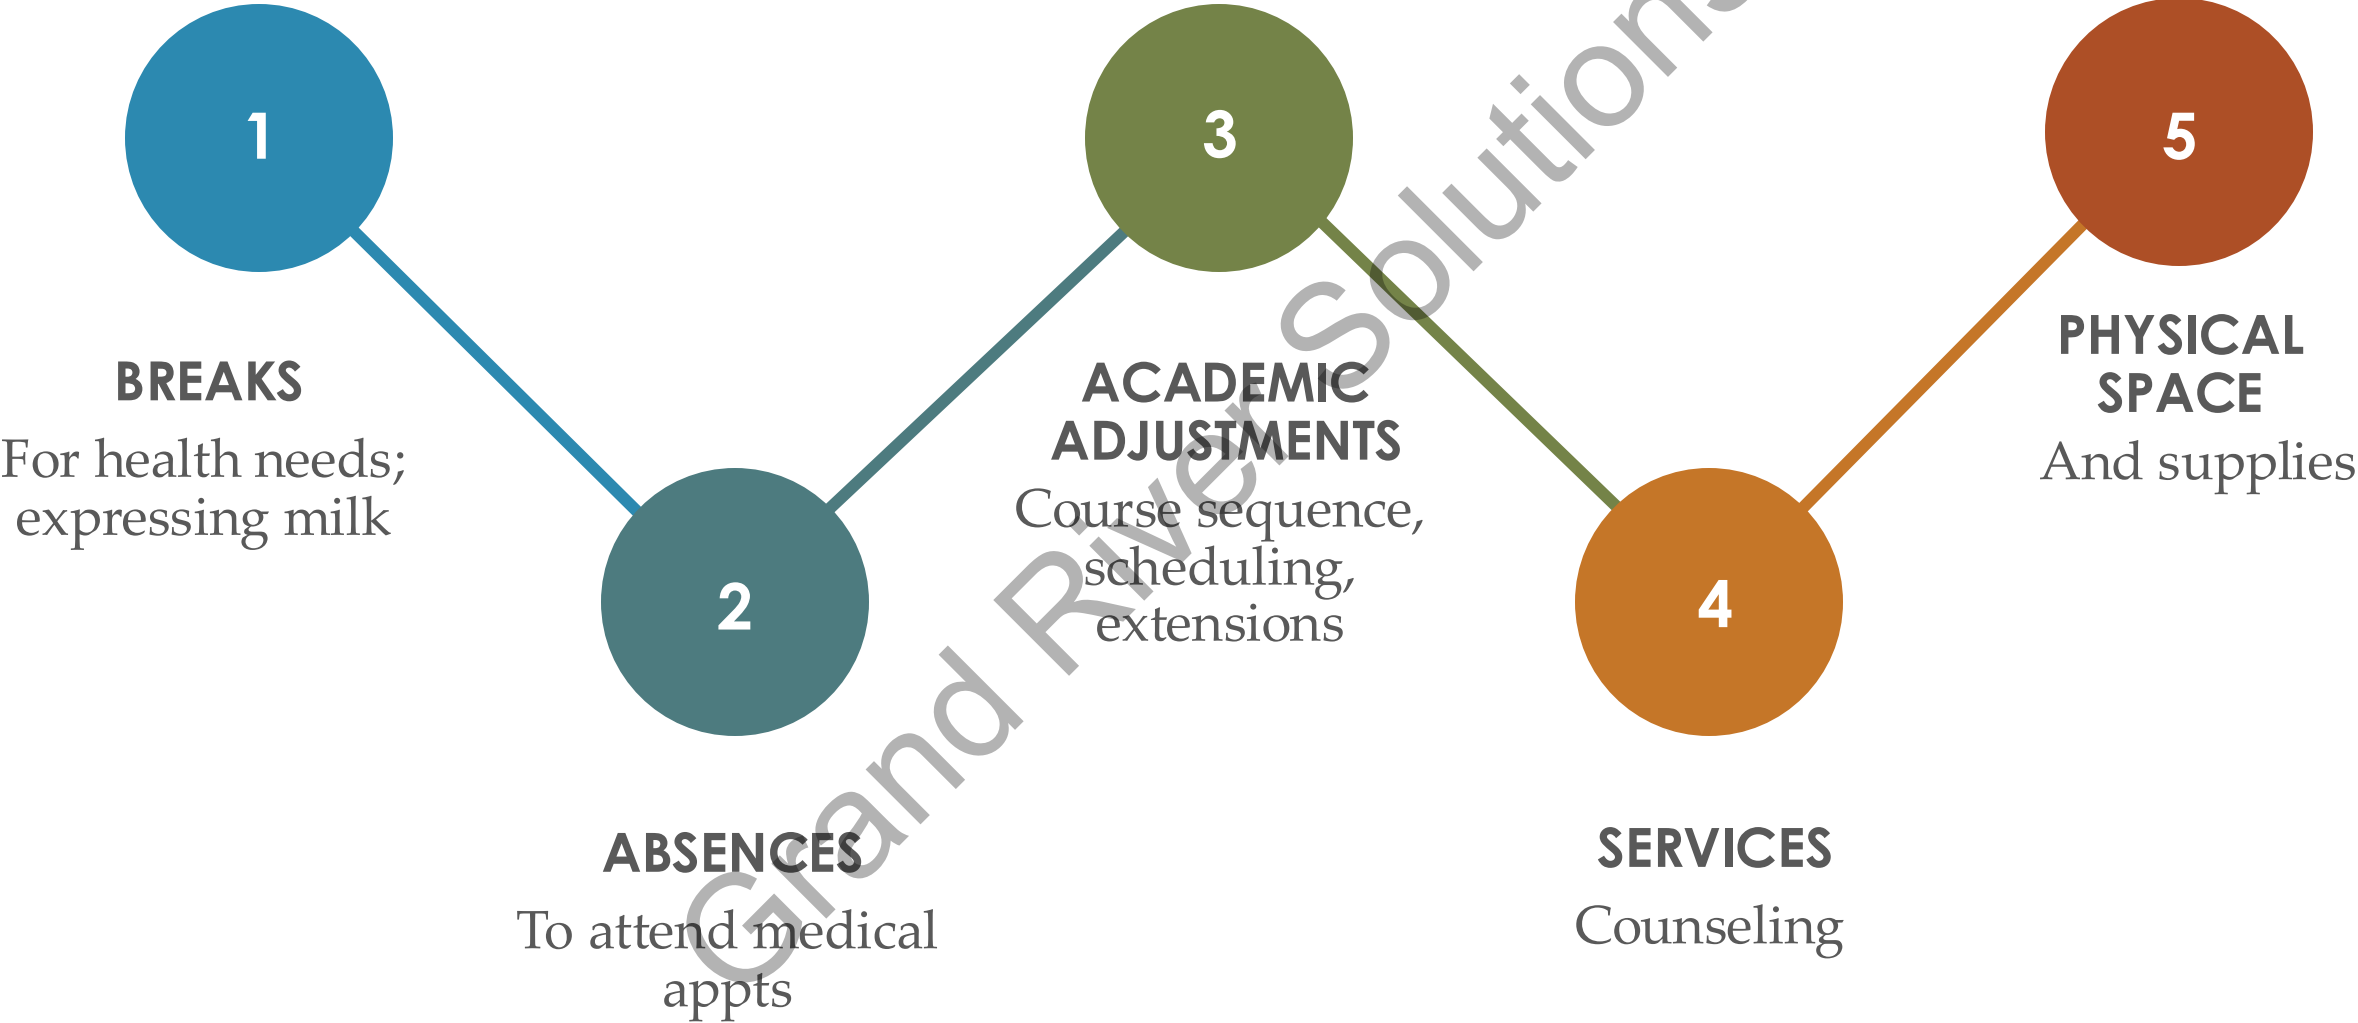 1
BREAKS
For health needs;
expressing milk
2
ABSENCES
To attend medical
appts
3
ACADEMIC
ADJUSTMENTS
Course sequence,
scheduling,
extensions
4
SERVICES
Counseling
5
PHYSICAL
SPACE
And supplies
Grand River Solutions